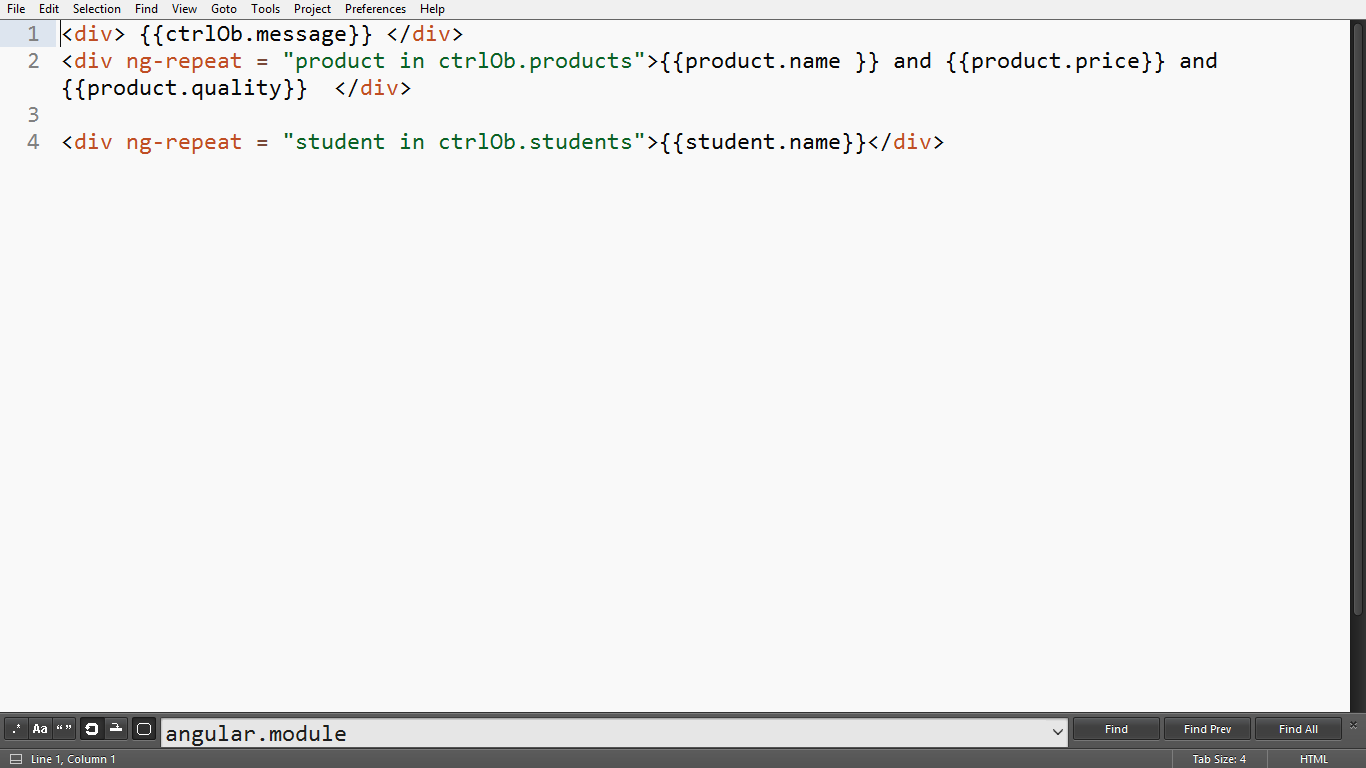 File Edit Selection Find View Goto Tools Project Preferences Help
1 <div> {{ctrlOb.message}} </div>
2 <div ng-repeat = "product in ctrlOb.products">{{product.name }} and {{product.price}} and
{{product.quality}}  </div>
3
4 <div ng-repeat = "student in ctrlOb.students">{{student.name}}</div>
.* Aa “” angular.module Find Find Prev Find All
Line 1, Column 1 Tab Size: 4 HTML